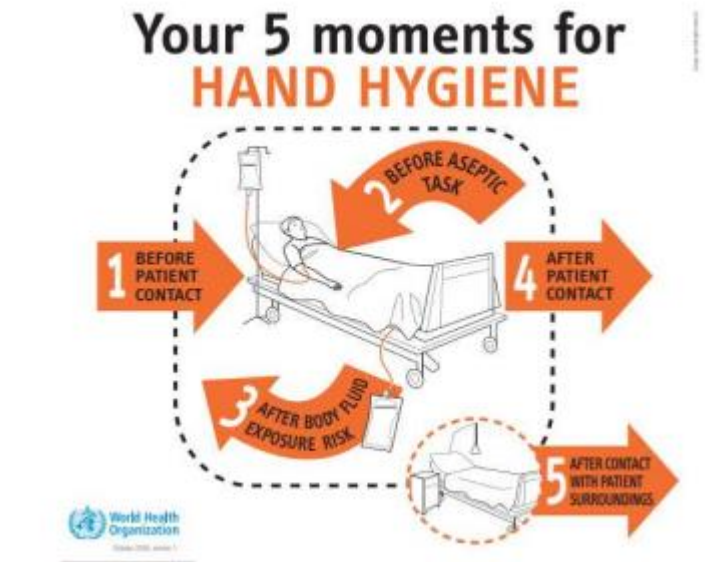 Your 5 moments for
HAND HYGIENE
2 BEFORE ASEPTIC
TASK
1 BEFORE
PATIENT
CONTACT
4 AFTER
PATIENT
CONTACT
3 AFTER BODY FLUID
EXPOSURE RISK
5 AFTER CONTACT
WITH PATIENT
SURROUNDINGS
World Health
Organization